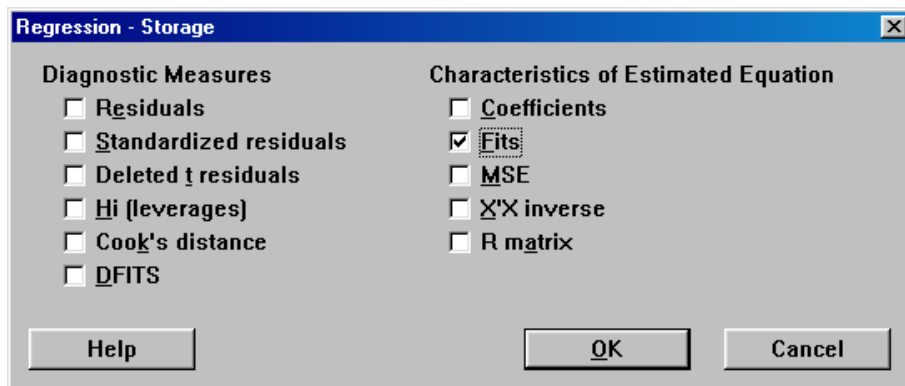 Regression - Storage
Diagnostic Measures
Residuals
Standardized residuals
Deleted t residuals
Hi (leverages)
Cook's distance
DFITS
Characteristics of Estimated Equation
Coefficients
Fits
MSE
X'X inverse
R matrix
Help
OK
Cancel